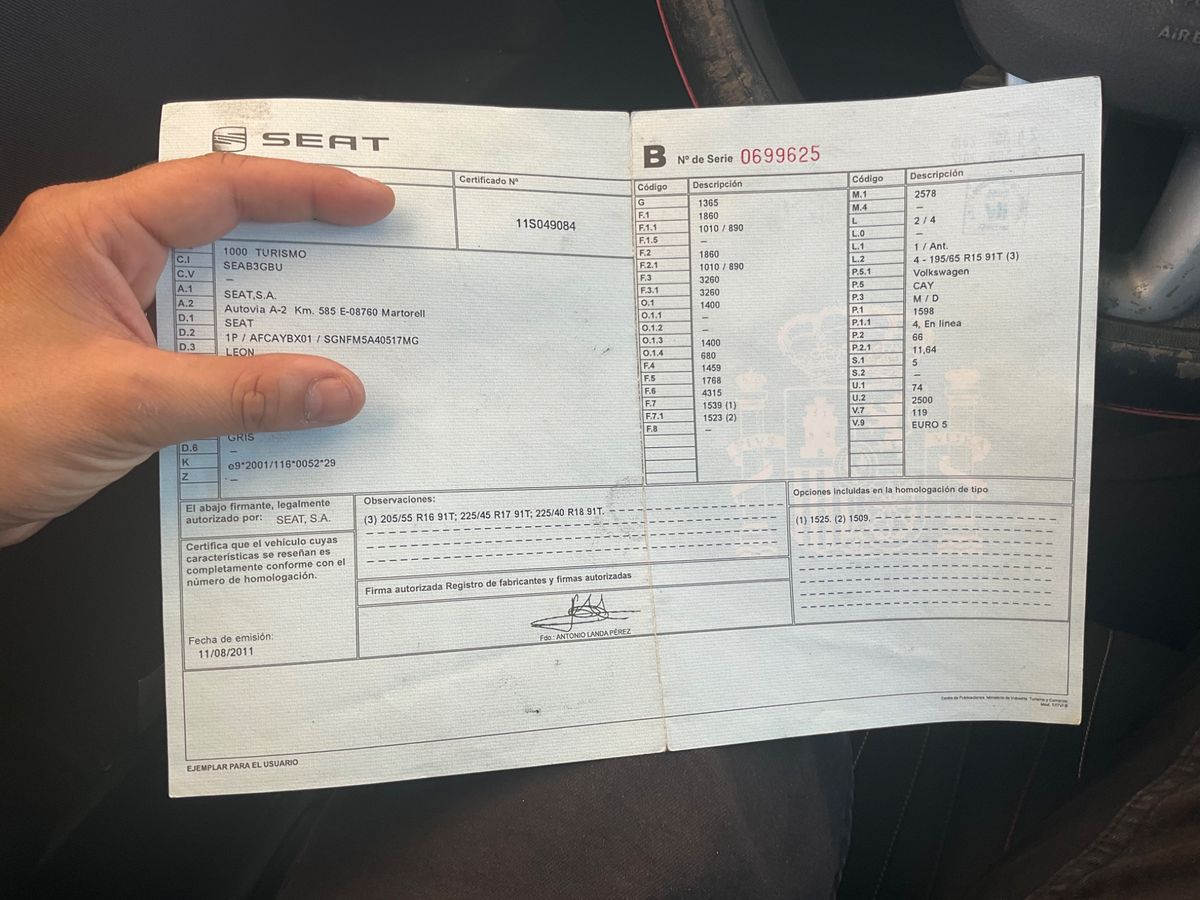 SEAT
Certificado Nº
11S049084
C.I 1000 TURISMO
C.V SEAB3GBU
A.1 –
A.2 SEAT,S.A.
D.1 Autovia A-2 Km. 585 E-08760 Martorell
D.2 SEAT
D.3 1P / AFCAYBX01 / SGNFM5A40517MG
LEON
GRIS
D.6 –
K e9*2001/116*0052*29
Z –
El abajo firmante, legalmente
autorizado por: SEAT, S.A.
Certifica que el vehículo cuyas
características se reseñan es
completamente conforme con el
número de homologación.
Fecha de emisión:
11/08/2011
Observaciones:
(3) 205/55 R16 91T; 225/45 R17 91T; 225/40 R18 91T.
Firma autorizada Registro de fabricantes y firmas autorizadas
Fdo.: ANTONIO LANDA PÉREZ
EJEMPLAR PARA EL USUARIO
B Nº de Serie 0699625
Código Descripción
G 1365
F.1 1860
F.1.1 1010 / 890
F.1.5 –
F.2 1860
F.2.1 1010 / 890
F.3 3260
F.3.1 3260
O.1 1400
O.1.1 –
O.1.2 –
O.1.3 1400
O.1.4 680
F.4 1459
F.5 1768
F.6 4315
F.7 1539 (1)
F.7.1 1523 (2)
F.8 –
Código Descripción
M.1 2578
M.4 –
L 2 / 4
L.0 –
L.1 1 / Ant.
L.2 4 - 195/65 R15 91T (3)
P.5.1 Volkswagen
P.5 CAY
P.3 M / D
P.1 1598
P.1.1 4, En linea
P.2 66
P.2.1 11,64
S.1 5
S.2 –
U.1 74
U.2 2500
V.7 119
V.9 EURO 5
Opciones incluidas en la homologación de tipo
(1) 1525. (2) 1509.
Centro de Publicaciones. Ministerio de Industria, Turismo y Comercio